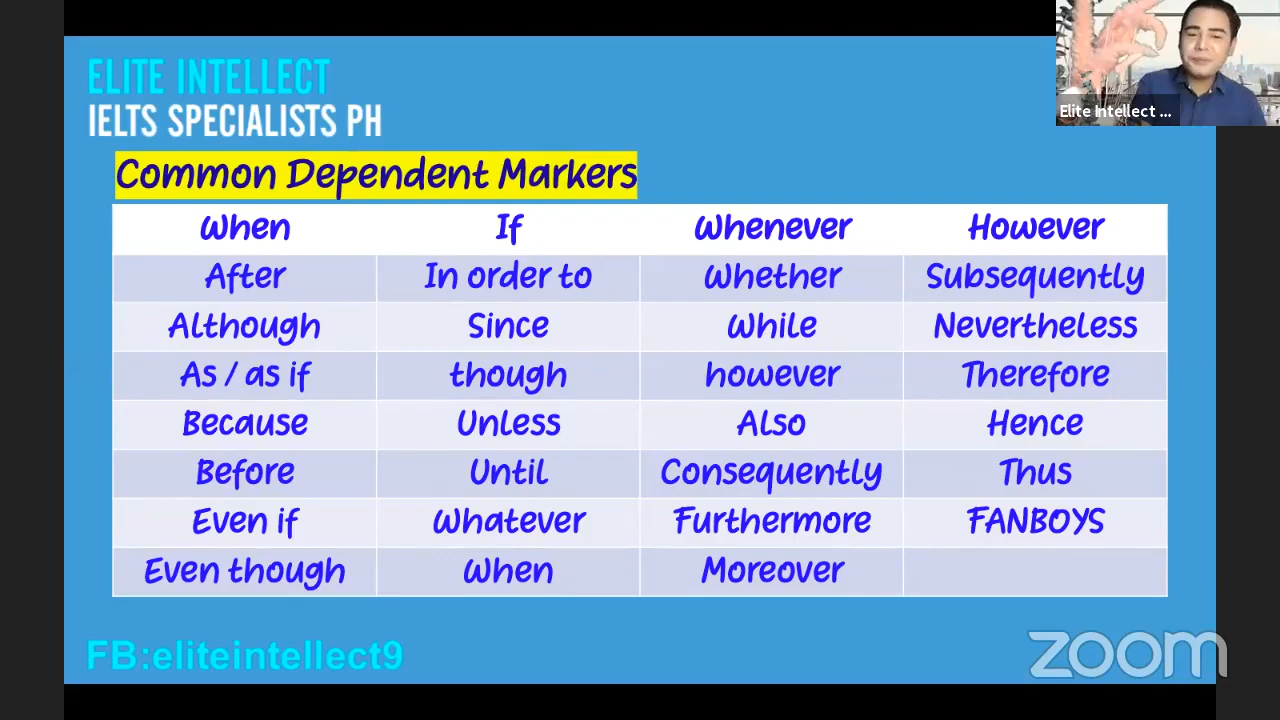 ELITE INTELLECT
IELTS SPECIALISTS PH
Elite Intellect ...
Common Dependent Markers
When If Whenever However
After In order to Whether Subsequently
Although Since While Nevertheless
As / as if though however Therefore
Because Unless Also Hence
Before Until Consequently Thus
Even if Whatever Furthermore FANBOYS
Even though When Moreover
FB:eliteintellect9
zoom